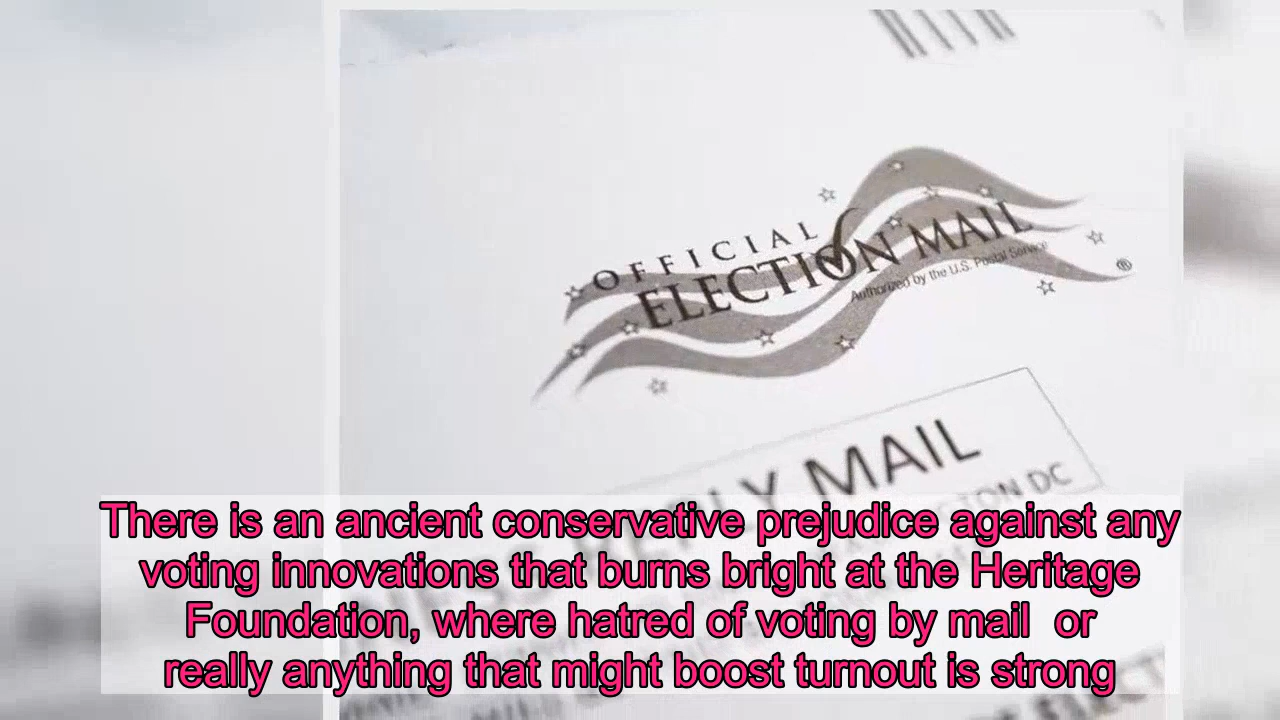 OFFICIAL
ELECTION MAIL
Authorized by the U.S. Postal Service
®
REPLY MAIL
DC
There is an ancient conservative prejudice against any
voting innovations that burns bright at the Heritage
Foundation, where hatred of voting by mail  or
really anything that might boost turnout is strong